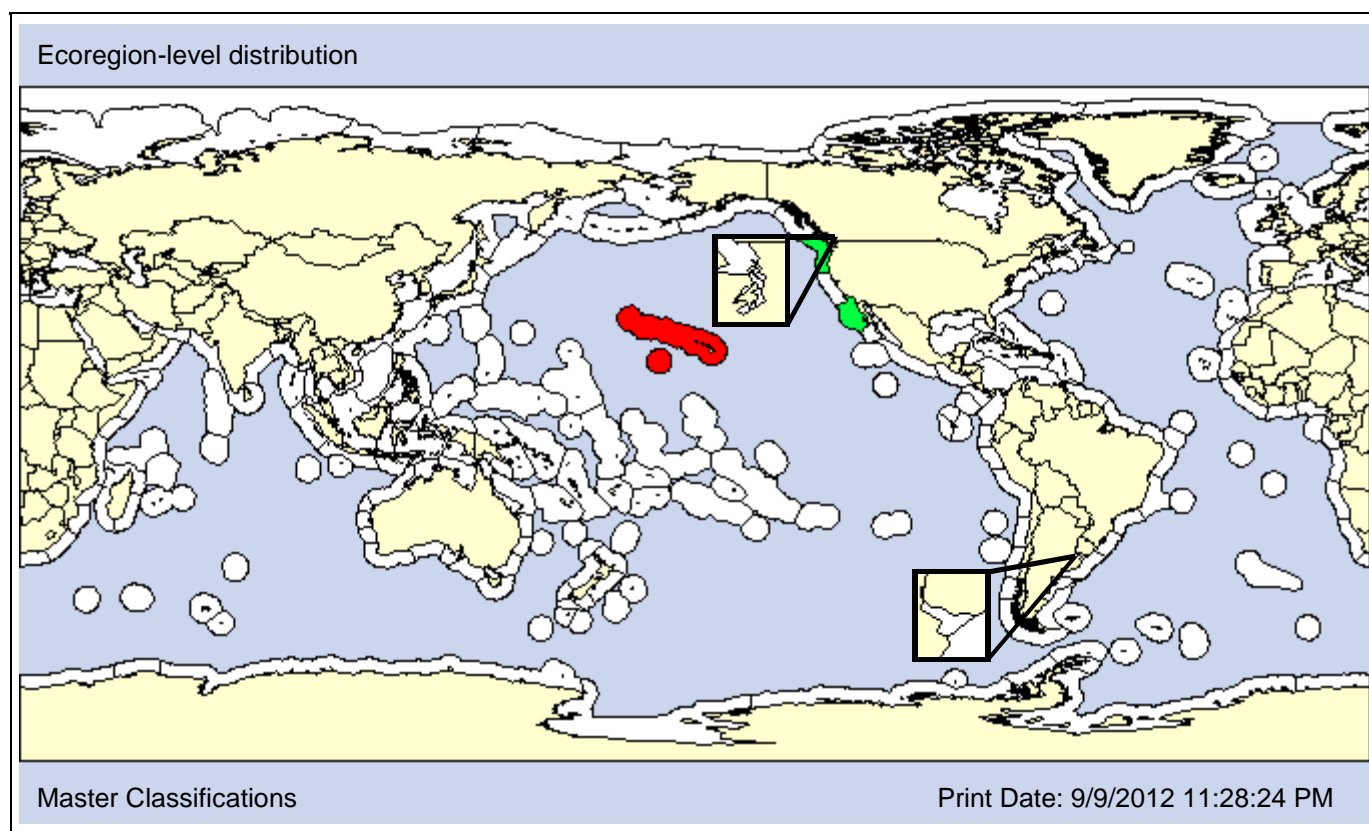 Ecoregion-level distribution
Master Classifications
Print Date: 9/9/2012 11:28:24 PM